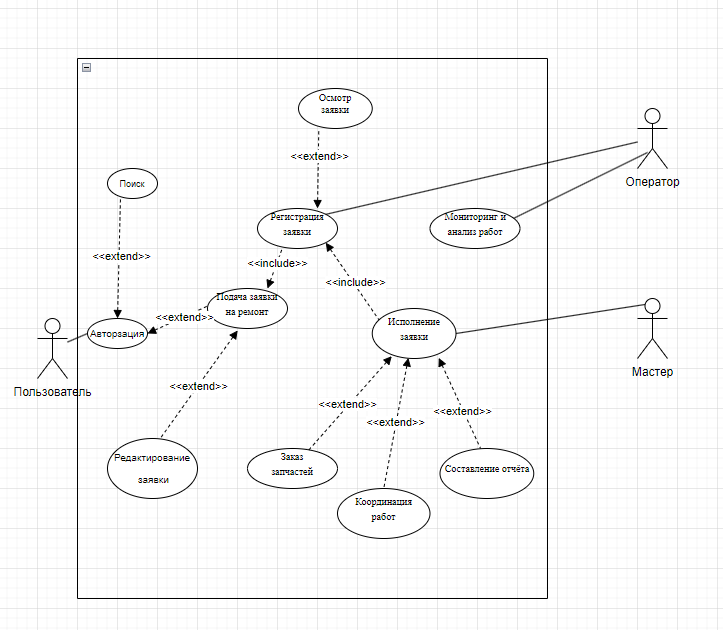 Осмотр
заявки
<<extend>>
Оператор
Поиск
Регистрация
заявки
Мониторинг и
анализ работ
<<extend>>
<<include>>
<<include>>
Подача заявки
на ремонт
<<extend>>
Авторзация
Исполнение
заявки
Мастер
Пользователь
<<extend>>
<<extend>>
<<extend>>
<<extend>>
Редактирование
заявки
Заказ
запчастей
Составление отчёта
Координация
работ